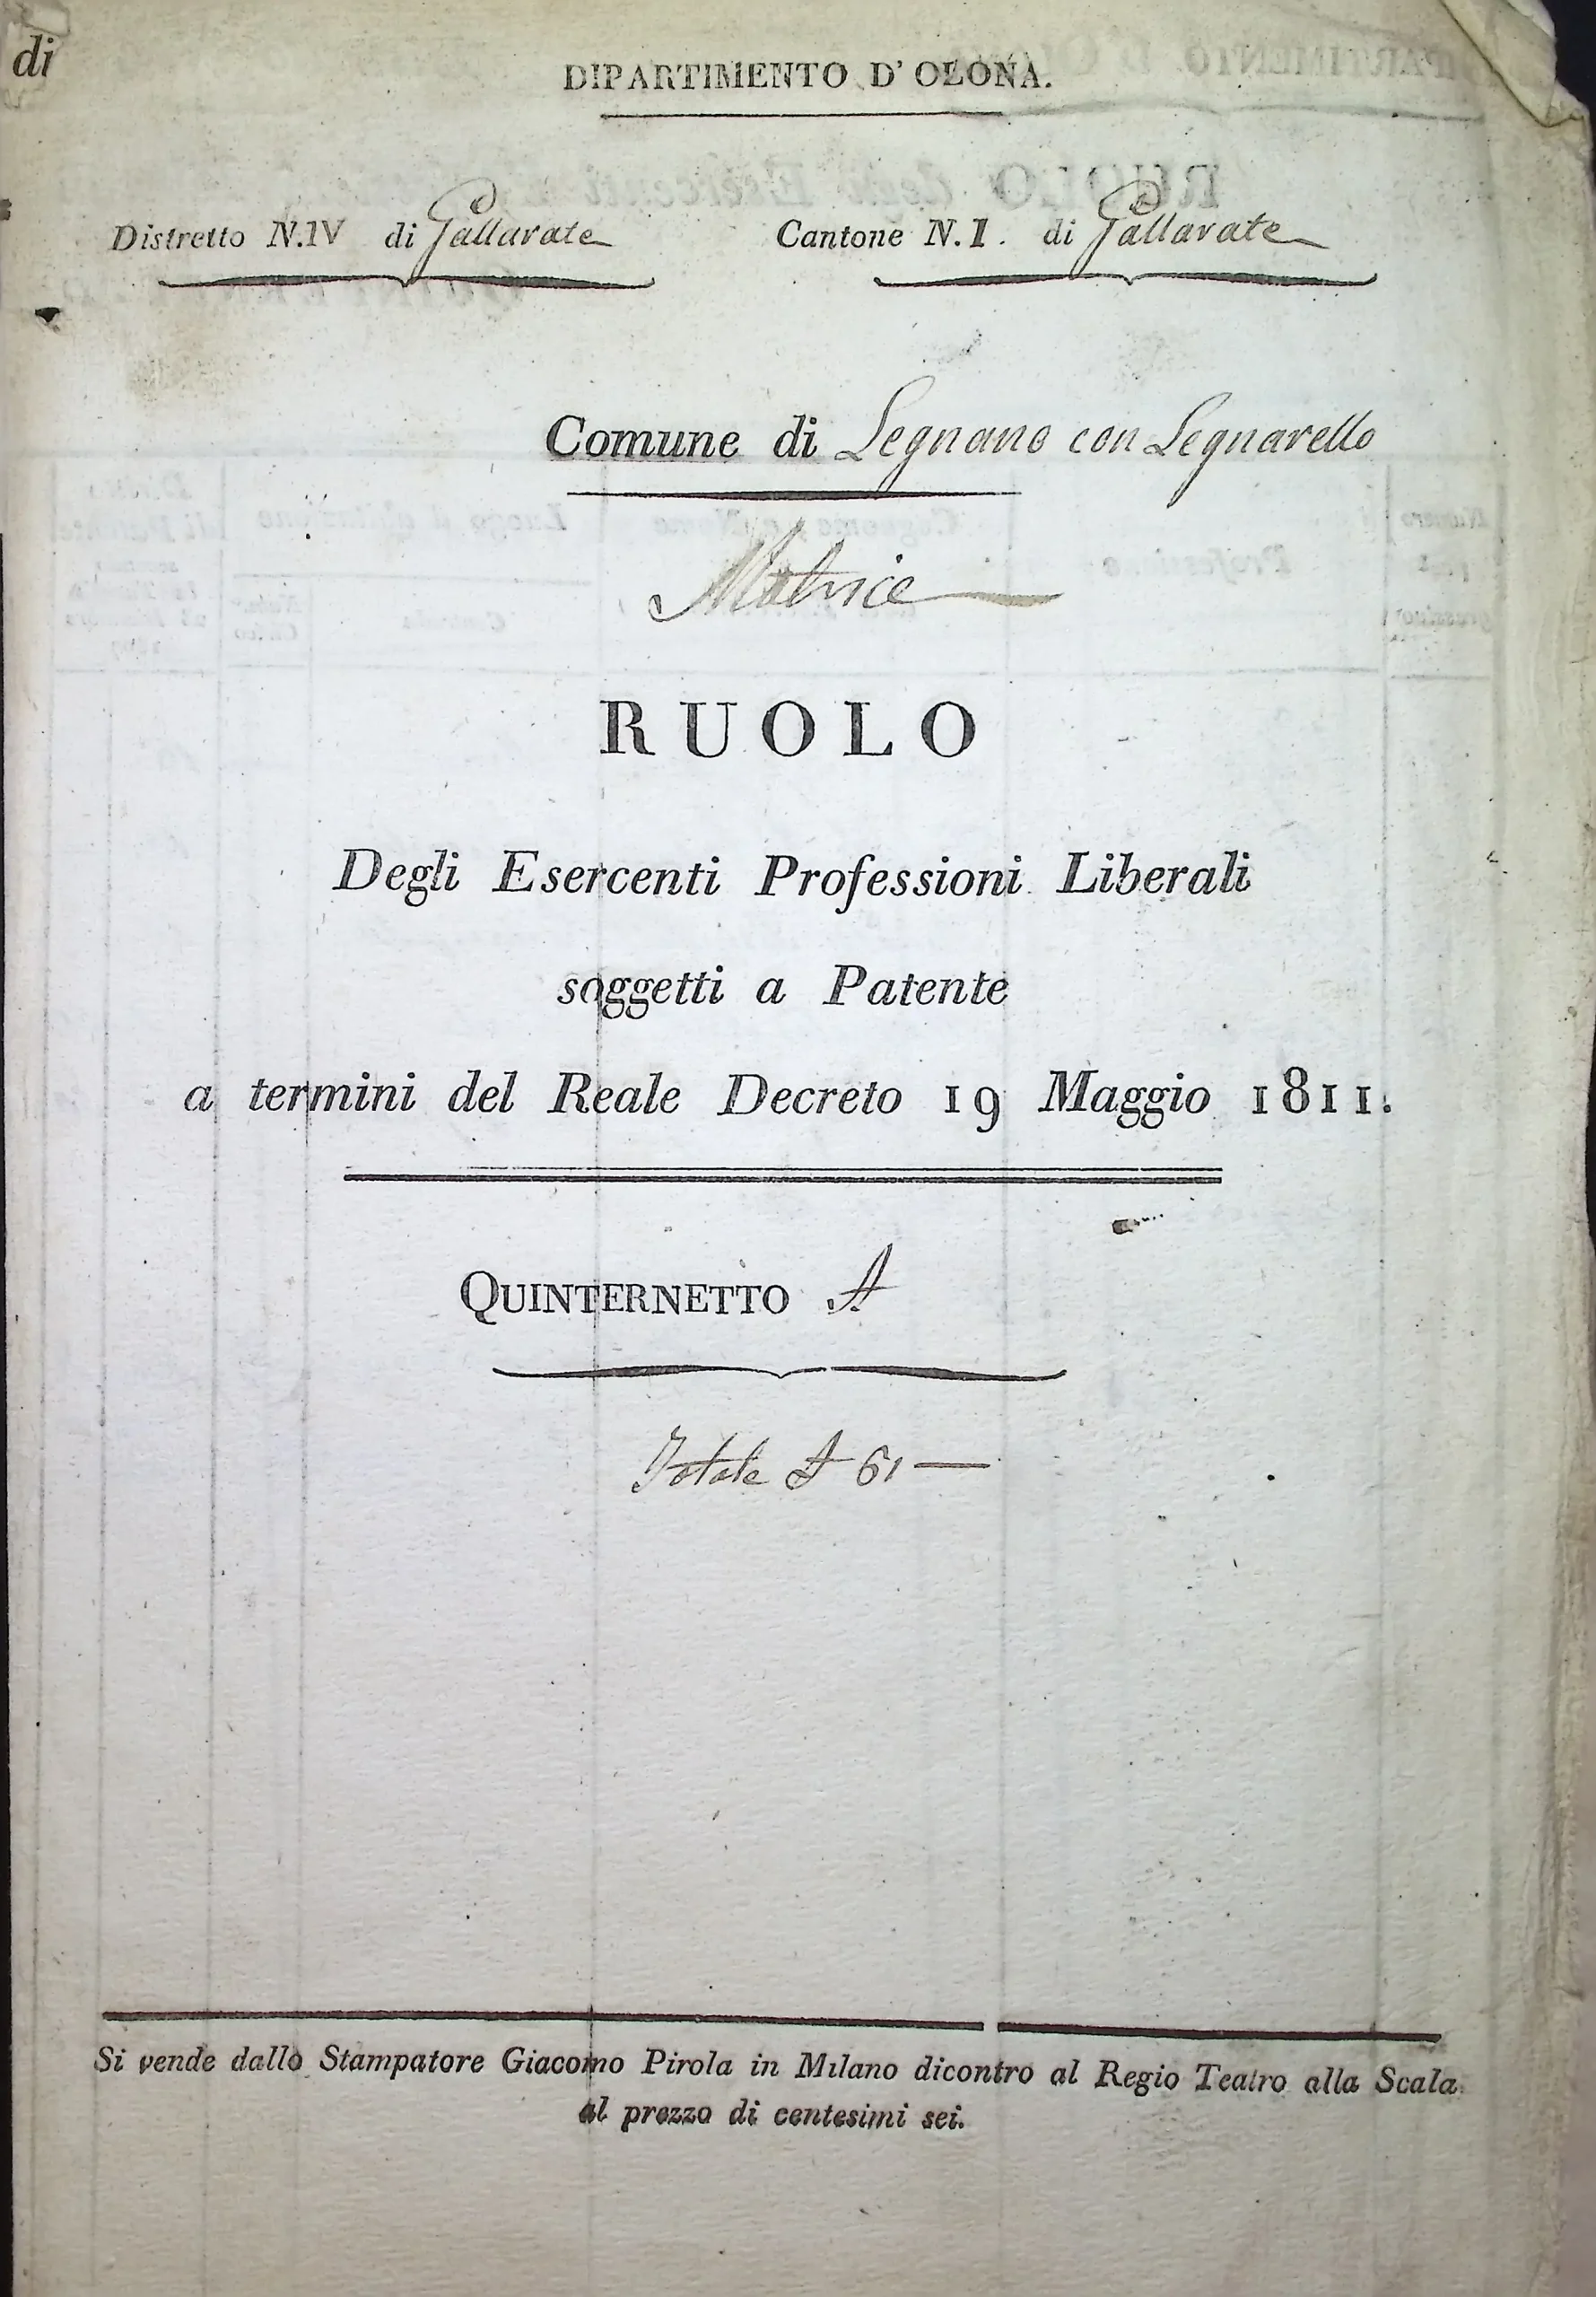 di
DIPARTIMENTO D' OLONA.
Distretto N.IV di Gallarate
Cantone N.I. di Gallarate
Comune di Legnano con Legnarello
Matrice
RUOLO
Degli Esercenti Professioni Liberali
soggetti a Patente
a termini del Reale Decreto 19 Maggio 1811.
QUINTERNETTO A
Totale £ 61 —
Si vende dallo Stampatore Giacomo Pirola in Milano dicontro al Regio Teatro alla Scala
al prezzo di centesimi sei.